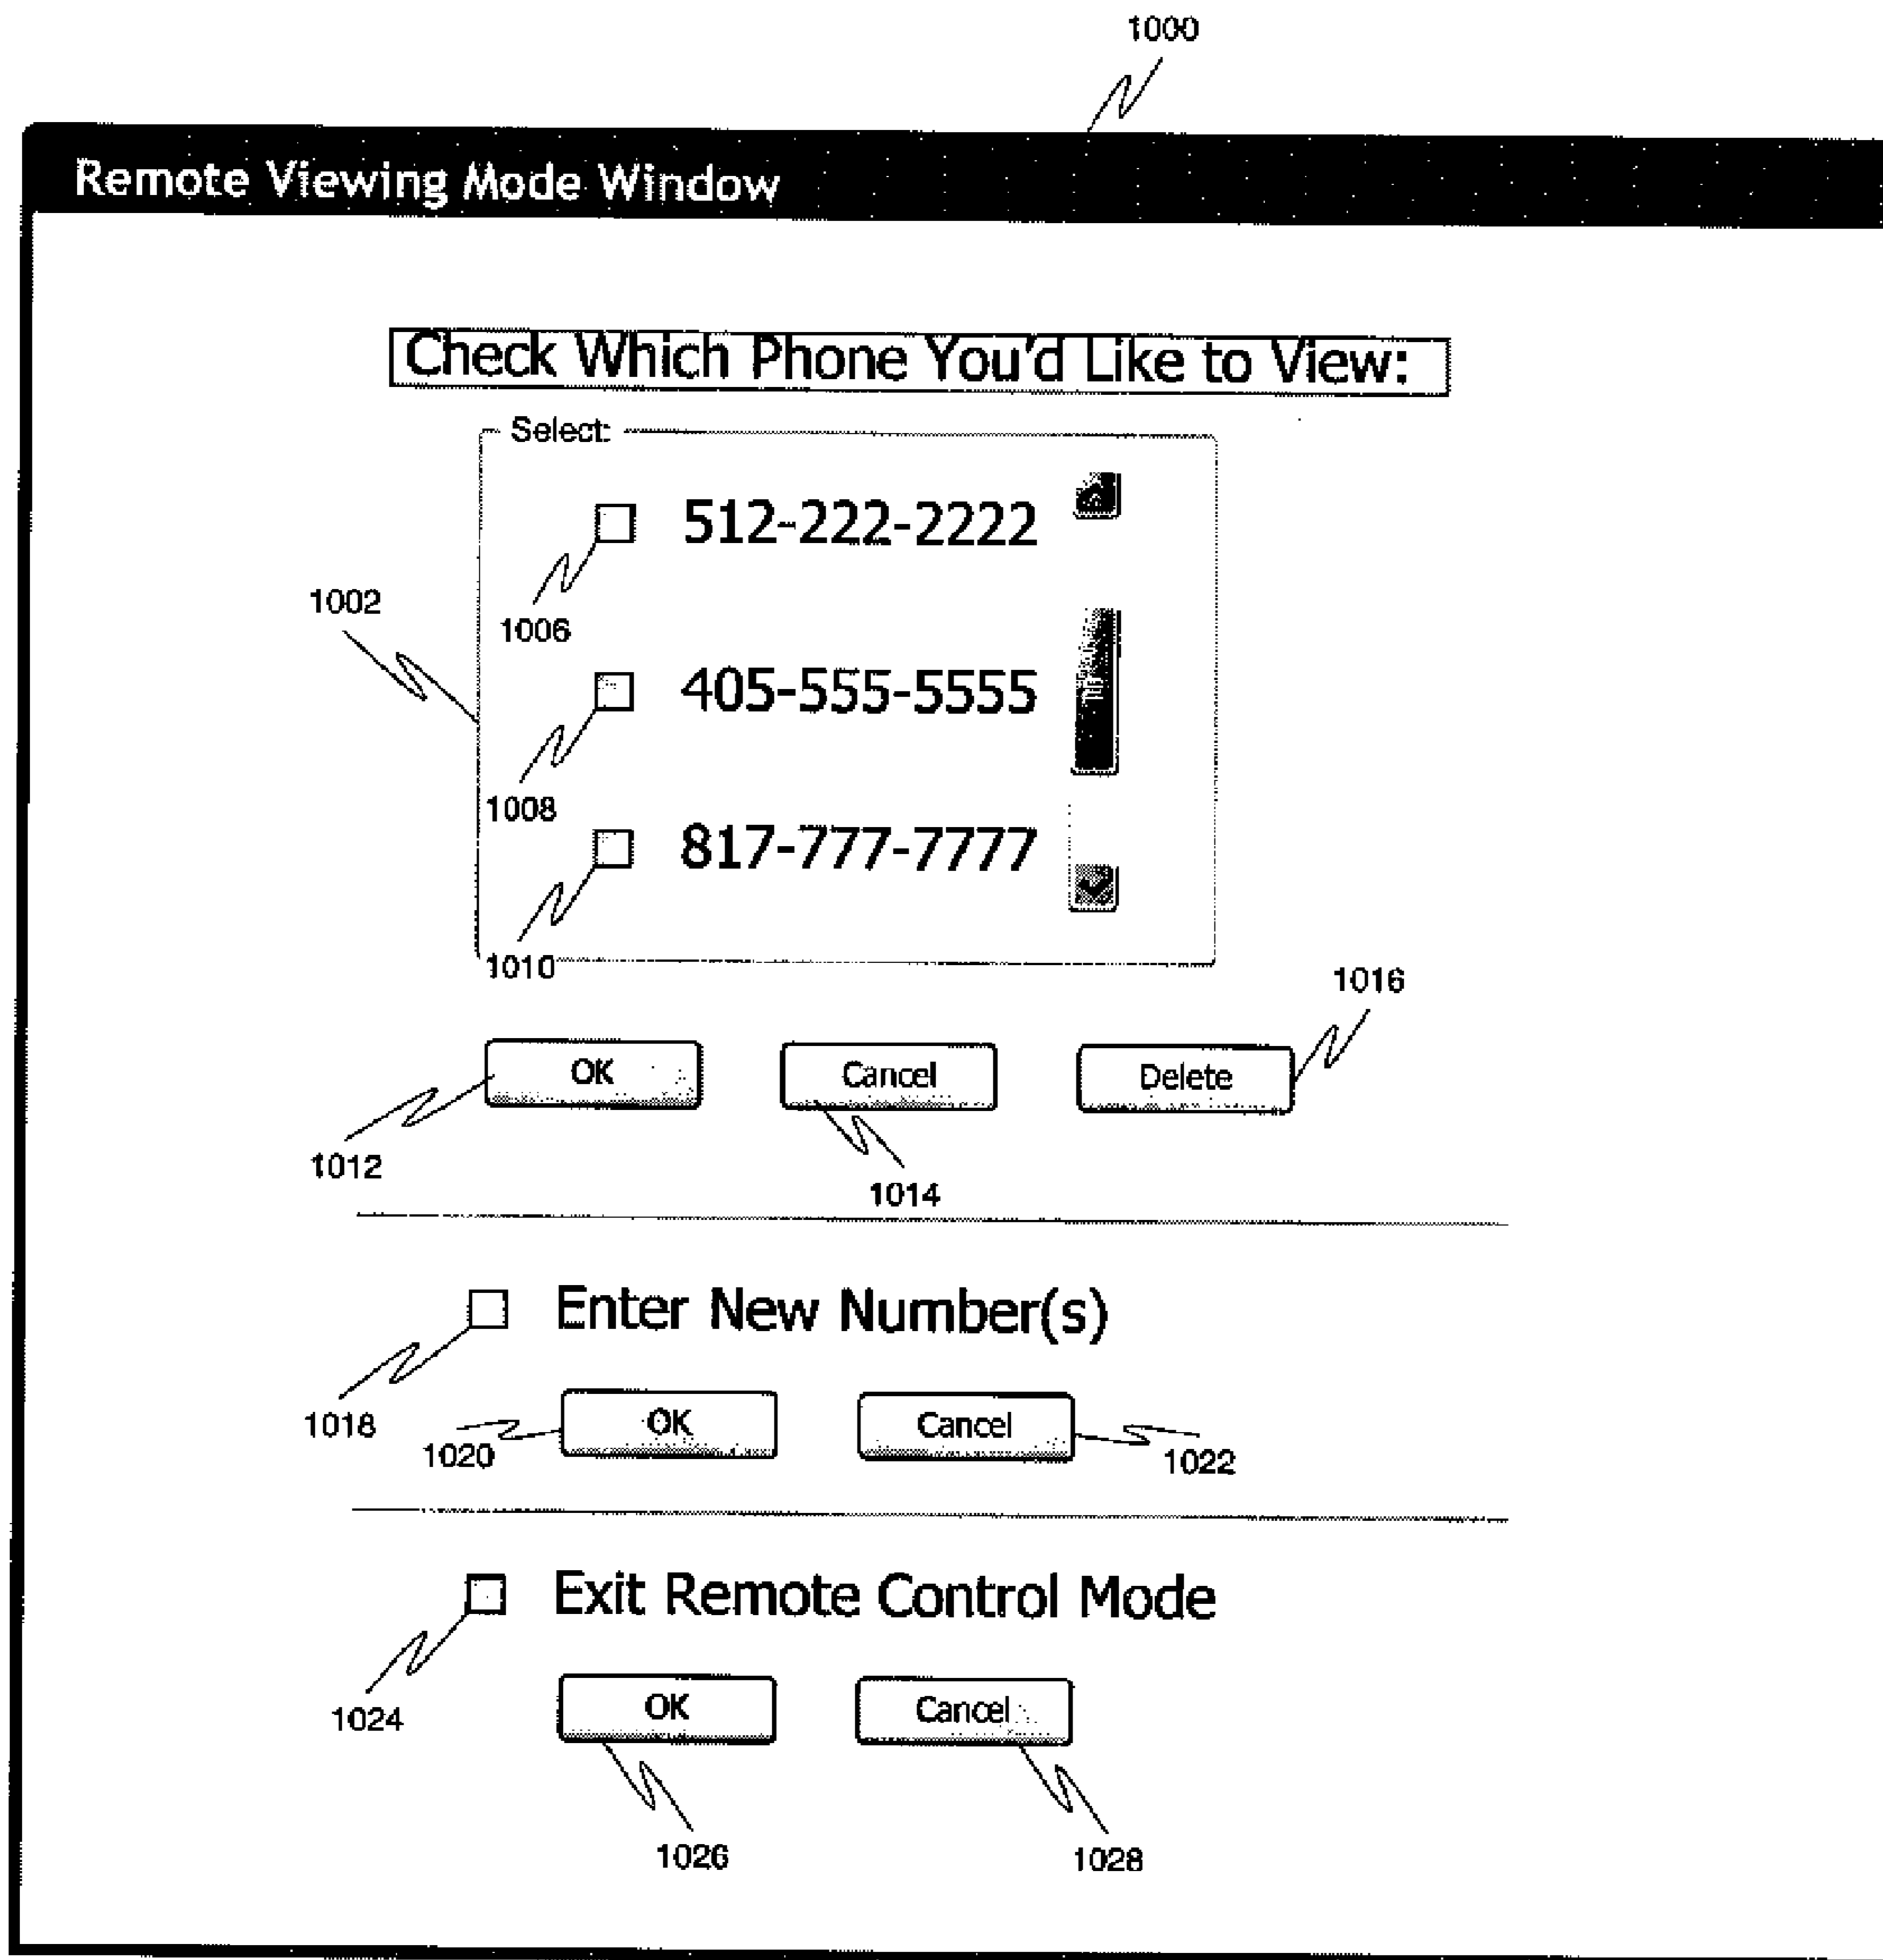 1000
Remote Viewing Mode Window
Check Which Phone You'd Like to View:
Select:
512-222-2222
1002
1006
405-555-5555
1008
817-777-7777
1010
1016
OK Cancel Delete
1012
1014
Enter New Number(s)
1018
OK Cancel
1020
1022
Exit Remote Control Mode
1024
OK Cancel
1026
1028